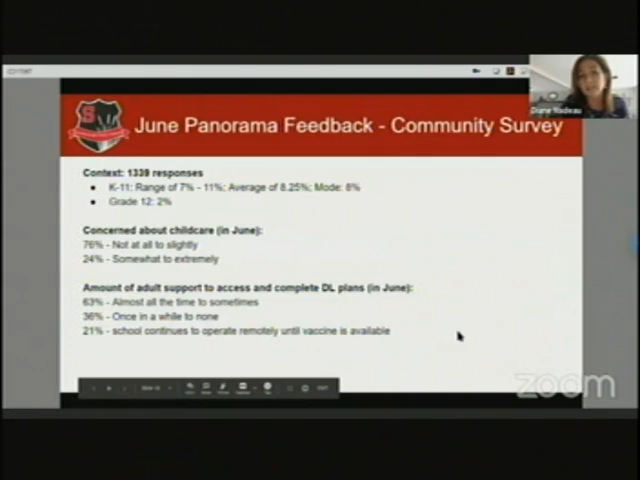 June Panorama Feedback - Community Survey
Context: 1339 responses
K-11: Range of 7% - 11%; Average of 8.25%; Mode: 8%
Grade 12: 2%
Concerned about childcare (in June):
76% - Not at all to slightly
24% - Somewhat to extremely
Amount of adult support to access and complete DL plans (in June):
63% - Almost all the time to sometimes
36% - Once in a while to none
21% - school continues to operate remotely until vaccine is available
zoom